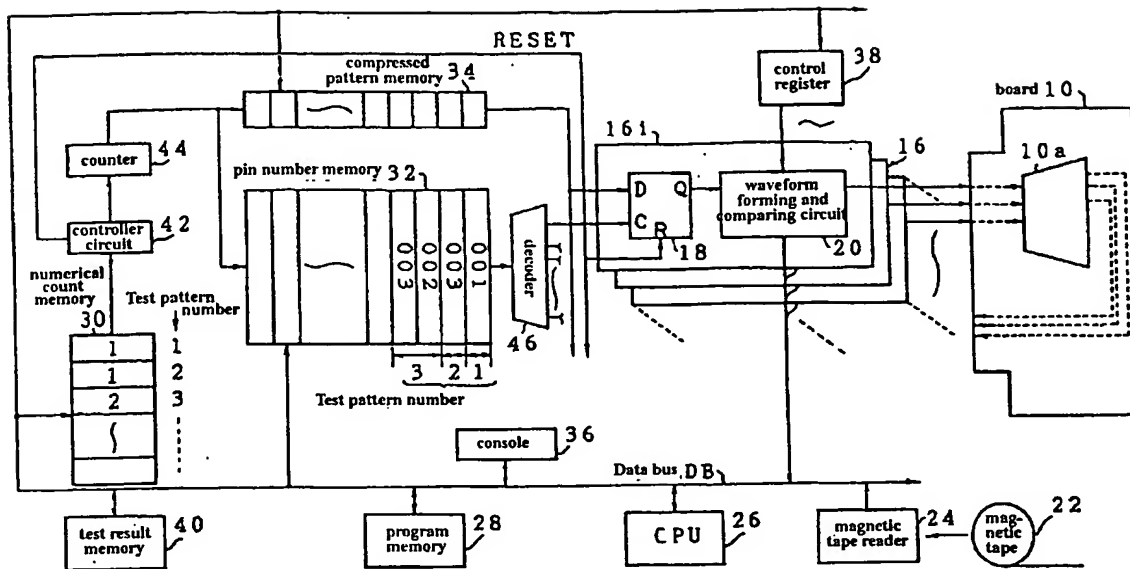 RESET
compressed
pattern memory
34
control
register
38
board 10
16i
16
10a
counter
44
pin number memory 32
D Q
C
R
18
waveform
forming and
comparing circuit
20
controller
circuit
42
decoder
46
003
002
003
001
numerical
count memory
30
Test pattern
number
1 1
1 2
2 3
3 2 1
Test pattern number
console
36
Data bus DB
test result
memory
40
program
memory
28
CPU
26
magnetic
tape reader
24
mag-
netic
tape
22